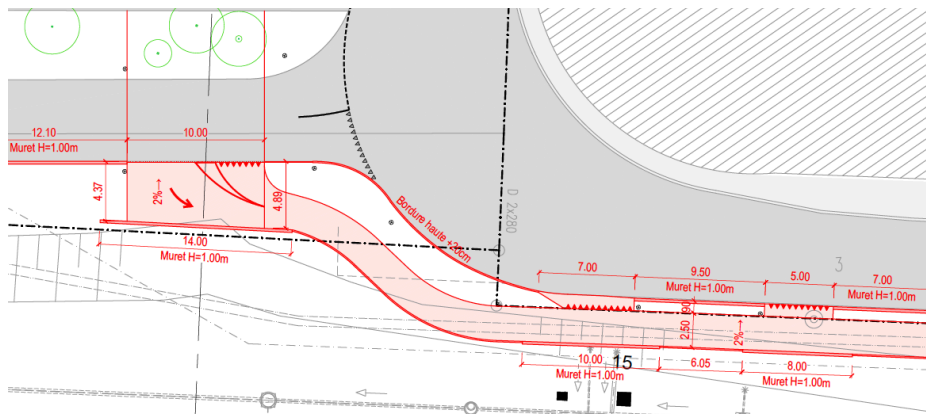 12.10
Muret H=1.00m
10.00
4.37
2%→
4.89
14.00
Muret H=1.00m
Bordure haute +20cm
D 2x280
7.00
9.50
Muret H=1.00m
5.00
3
7.00
Muret H=1.00m
.90
2.50
2%→
10.00
Muret H=1.00m
15
6.05
8.00
Muret H=1.00m